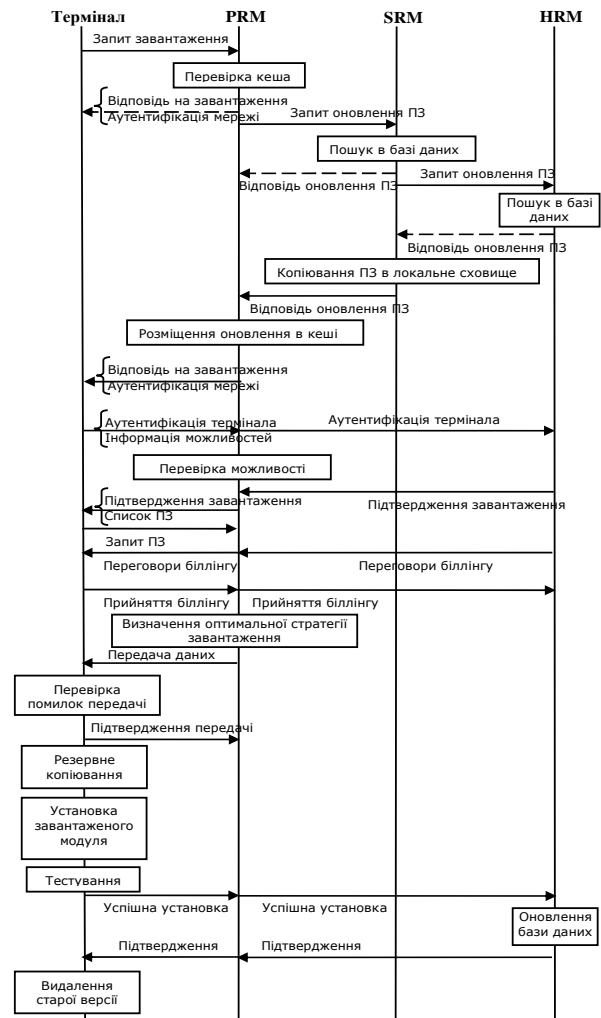 Термінал PRM SRM HRM
Запит завантаження
Перевірка кеша
Відповідь на завантаження
Аутентифікація мережі
Запит оновлення ПЗ
Пошук в базі даних
Відповідь оновлення ПЗ
Запит оновлення ПЗ
Пошук в базі
даних
Відповідь оновлення ПЗ
Копіювання ПЗ в локальне сховище
Відповідь оновлення ПЗ
Розміщення оновлення в кеші
Відповідь на завантаження
Аутентифікація мережі
Аутентифікація термінала
Інформація можливостей
Аутентифікація термінала
Перевірка можливості
Підтвердження завантаження
Список ПЗ
Підтвердження завантаження
Запит ПЗ
Переговори біллінгу
Переговори біллінгу
Прийняття біллінгу
Прийняття біллінгу
Визначення оптимальної стратегії
завантаження
Передача даних
Перевірка
помилок передачі
Підтвердження передачі
Резервне
копіювання
Установка
завантаженого
модуля
Тестування
Успішна установка
Успішна установка
Оновлення
бази даних
Підтвердження
Підтвердження
Видалення
старої версії